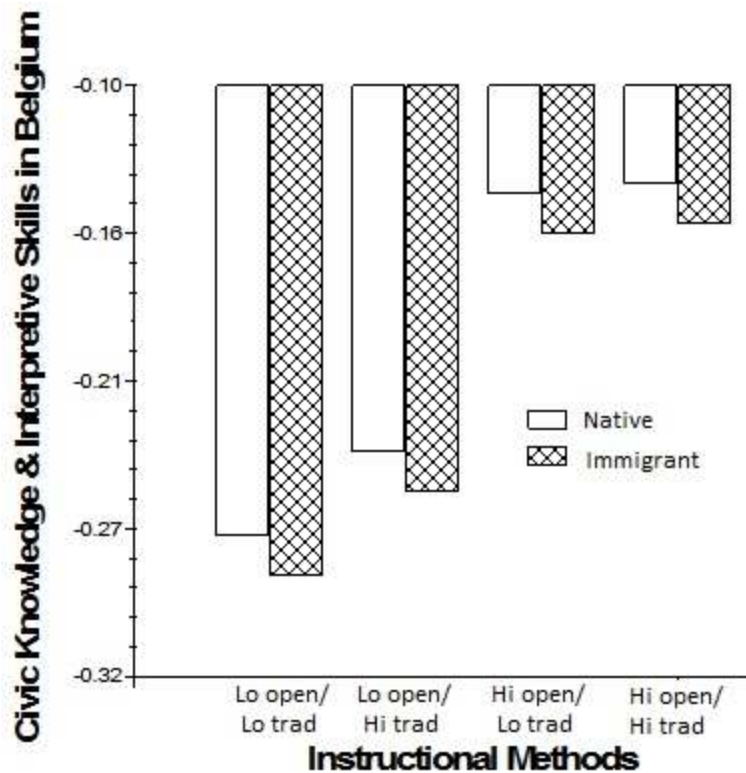 Civic Knowledge & Interpretive Skills in Belgium
-0.10
-0.16
-0.21
-0.27
-0.32
Native
Immigrant
Lo open/
Lo trad
Lo open/
Hi trad
Hi open/
Lo trad
Hi open/
Hi trad
Instructional Methods